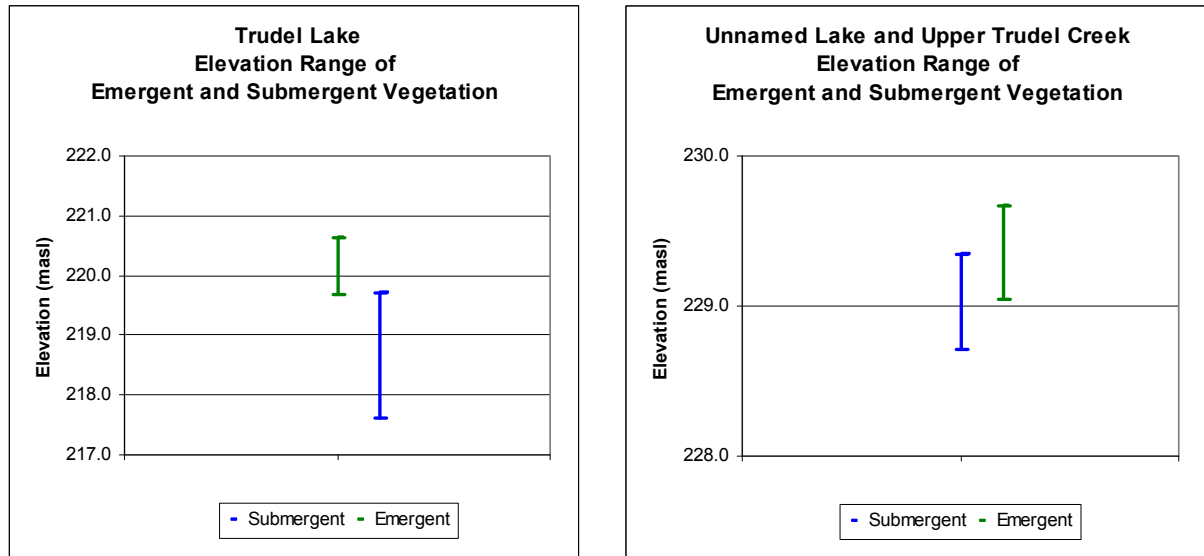 Trudel Lake
Elevation Range of
Emergent and Submergent Vegetation
222.0
221.0
220.0
219.0
218.0
217.0
Elevation (masl)
Submergent Emergent
Unnamed Lake and Upper Trudel Creek
Elevation Range of
Emergent and Submergent Vegetation
230.0
229.0
228.0
Elevation (masl)
Submergent Emergent